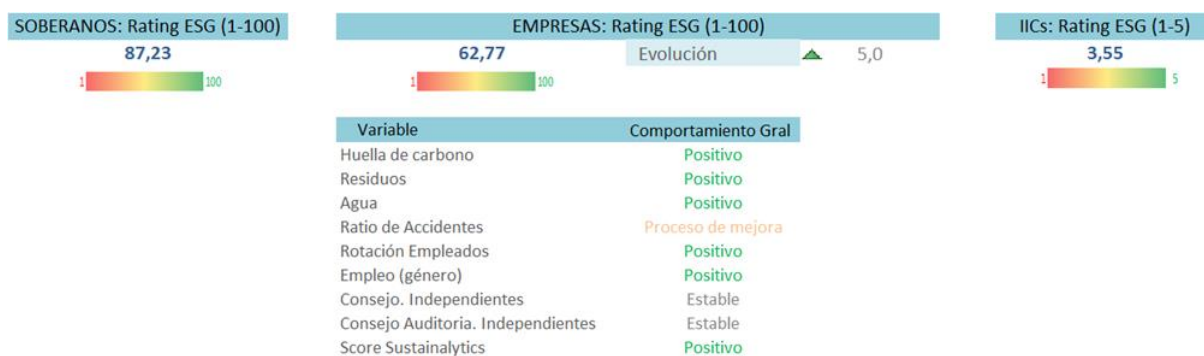 SOBERANOS: Rating ESG (1-100)
87,23
1 100
EMPRESAS: Rating ESG (1-100)
62,77 Evolución 5,0
1 100
IICs: Rating ESG (1-5)
3,55
1 5
Variable Comportamiento Gral
Huella de carbono Positivo
Residuos Positivo
Agua Positivo
Ratio de Accidentes Proceso de mejora
Rotación Empleados Positivo
Empleo (género) Positivo
Consejo. Independientes Estable
Consejo Auditoria. Independientes Estable
Score Sustainalytics Positivo